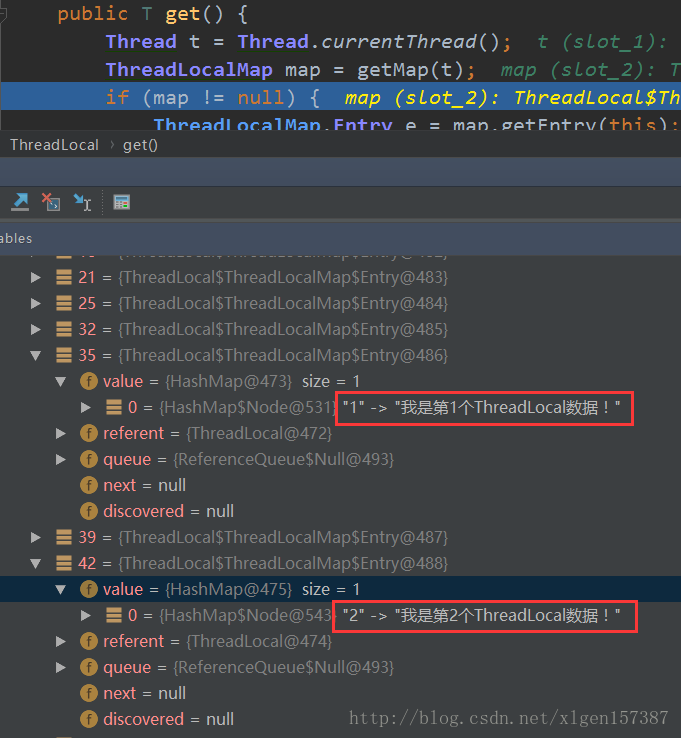 public T get() {
Thread t = Thread.currentThread();  t (slot_1):
ThreadLocalMap map = getMap(t);  map (slot_2): T
if (map != null) {  map (slot_2): ThreadLocal$Th
ThreadLocalMap.Entry e = map.getEntry(this);
ThreadLocal › get()
ables
21 = {ThreadLocal$ThreadLocalMap$Entry@483}
25 = {ThreadLocal$ThreadLocalMap$Entry@484}
32 = {ThreadLocal$ThreadLocalMap$Entry@485}
35 = {ThreadLocal$ThreadLocalMap$Entry@486}
f value = {HashMap@473} size = 1
0 = {HashMap$Node@531} "1" -> "我是第1个ThreadLocal数据！"
f referent = {ThreadLocal@472}
f queue = {ReferenceQueue$Null@493}
f next = null
f discovered = null
39 = {ThreadLocal$ThreadLocalMap$Entry@487}
42 = {ThreadLocal$ThreadLocalMap$Entry@488}
f value = {HashMap@475} size = 1
0 = {HashMap$Node@543} "2" -> "我是第2个ThreadLocal数据！"
f referent = {ThreadLocal@474}
f queue = {ReferenceQueue$Null@493}
f next = null
f discovered = null
http://blog.csdn.net/xlgen157387